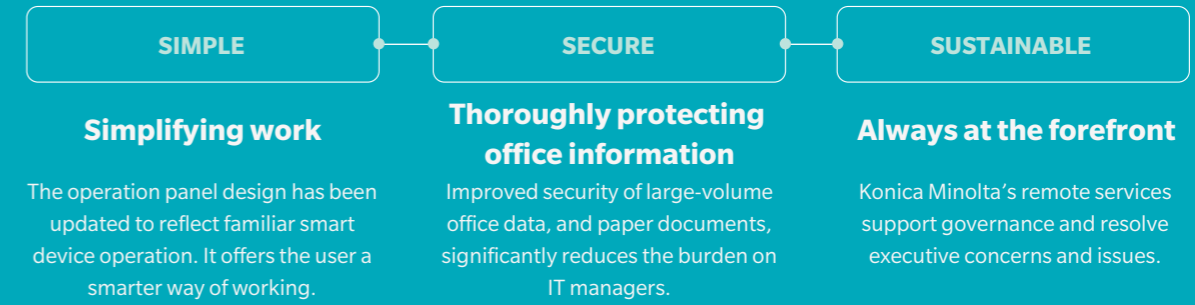 SIMPLE
Simplifying work
The operation panel design has been
updated to reflect familiar smart
device operation. It offers the user a
smarter way of working.
SECURE
Thoroughly protecting
office information
Improved security of large-volume
office data, and paper documents,
significantly reduces the burden on
IT managers.
SUSTAINABLE
Always at the forefront
Konica Minolta’s remote services
support governance and resolve
executive concerns and issues.